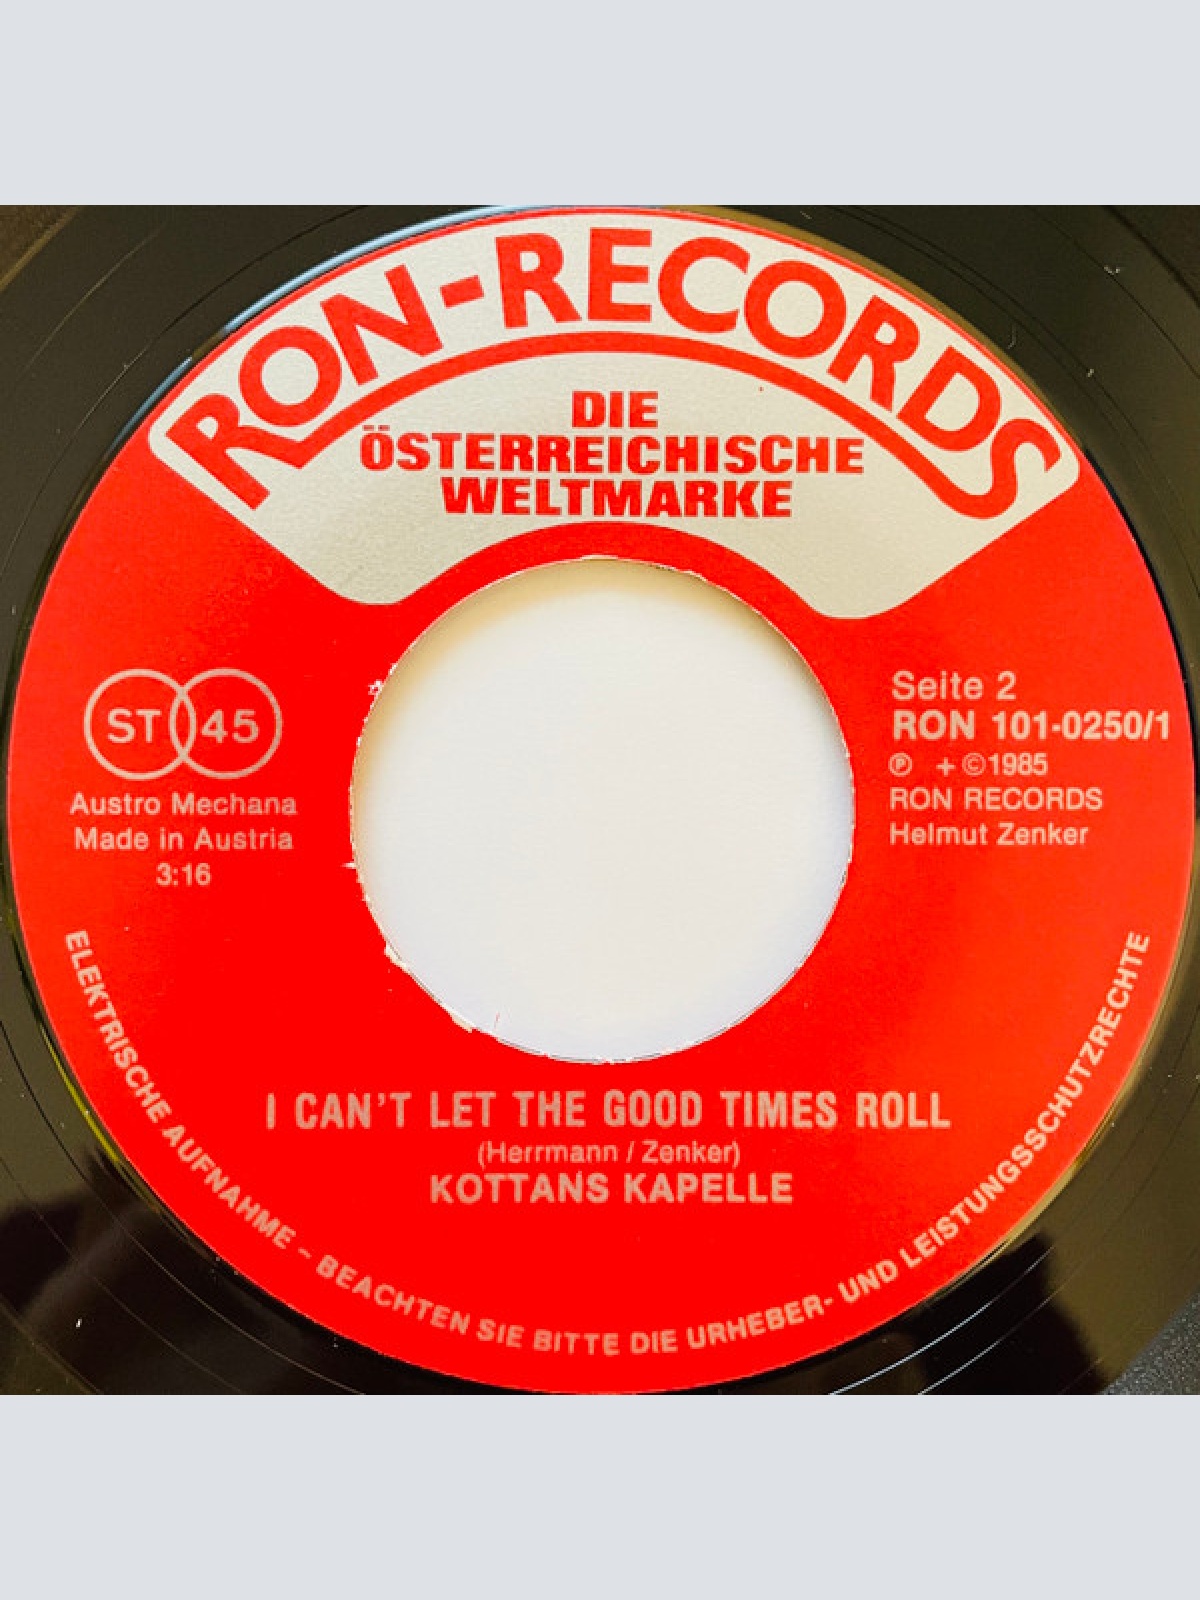 RON-RECORDS
DIE
ÖSTERREICHISCHE
WELTMARKE
ST 45
Austro Mechana
Made in Austria
3:16
Seite 2
RON 101-0250/1
Ⓟ + © 1985
RON RECORDS
Helmut Zenker
I CAN'T LET THE GOOD TIMES ROLL
(Herrmann / Zenker)
KOTTANS KAPELLE
ELEKTRISCHE AUFNAHME – BEACHTEN SIE BITTE DIE URHEBER- UND LEISTUNGSSCHUTZRECHTE